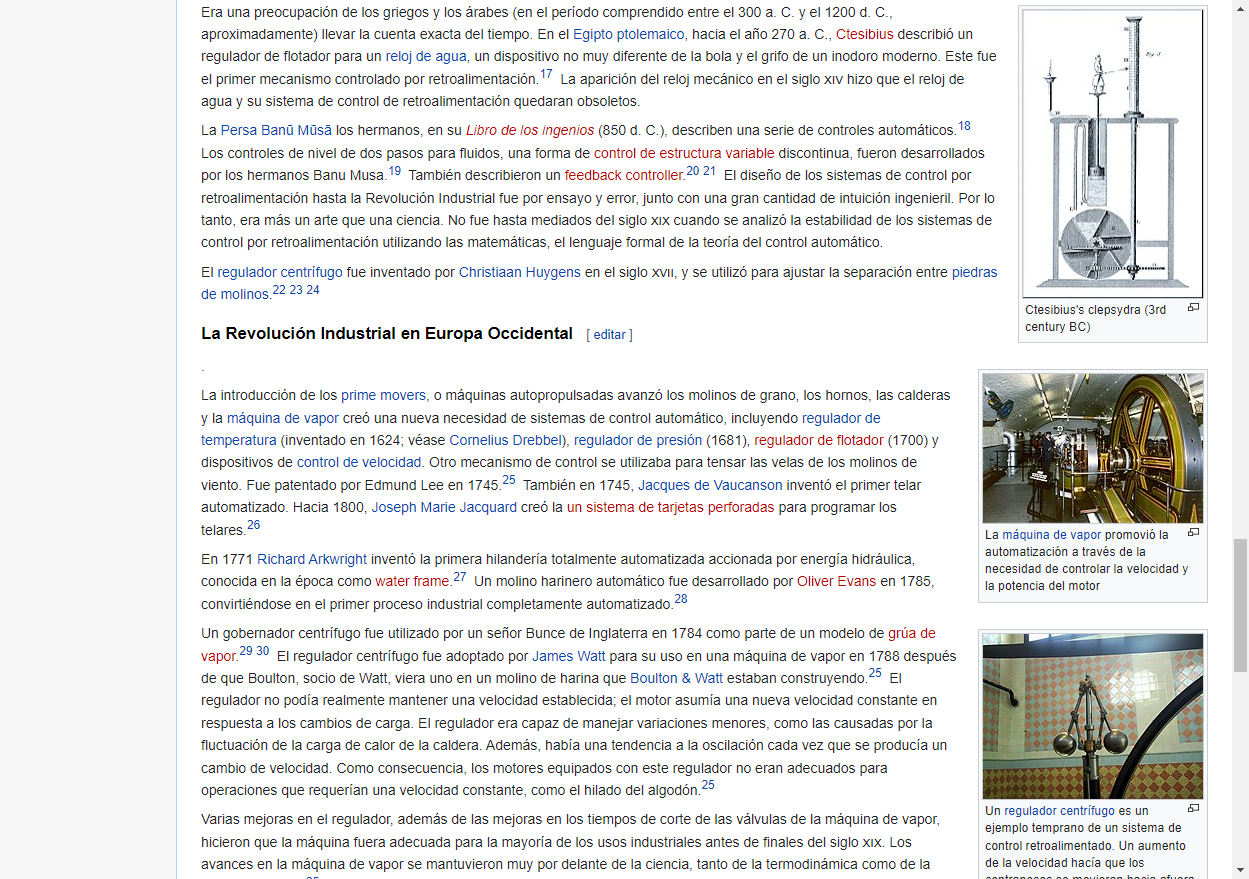 Era una preocupación de los griegos y los árabes (en el período comprendido entre el 300 a. C. y el 1200 d. C.,
aproximadamente) llevar la cuenta exacta del tiempo. En el Egipto ptolemaico, hacia el año 270 a. C., Ctesibius describió un
regulador de flotador para un reloj de agua, un dispositivo no muy diferente de la bola y el grifo de un inodoro moderno. Este fue
el primer mecanismo controlado por retroalimentación.17 La aparición del reloj mecánico en el siglo XIV hizo que el reloj de
agua y su sistema de control de retroalimentación quedaran obsoletos.
La Persa Banū Mūsā los hermanos, en su Libro de los ingenios (850 d. C.), describen una serie de controles automáticos.18
Los controles de nivel de dos pasos para fluidos, una forma de control de estructura variable discontinua, fueron desarrollados
por los hermanos Banu Musa.19 También describieron un feedback controller.20 21 El diseño de los sistemas de control por
retroalimentación hasta la Revolución Industrial fue por ensayo y error, junto con una gran cantidad de intuición ingenieril. Por lo
tanto, era más un arte que una ciencia. No fue hasta mediados del siglo XIX cuando se analizó la estabilidad de los sistemas de
control por retroalimentación utilizando las matemáticas, el lenguaje formal de la teoría del control automático.
El regulador centrífugo fue inventado por Christiaan Huygens en el siglo XVII, y se utilizó para ajustar la separación entre piedras
de molinos.22 23 24
Ctesibius's clepsydra (3rd
century BC)
La Revolución Industrial en Europa Occidental [ editar ]
.
La introducción de los prime movers, o máquinas autopropulsadas avanzó los molinos de grano, los hornos, las calderas
y la máquina de vapor creó una nueva necesidad de sistemas de control automático, incluyendo regulador de
temperatura (inventado en 1624; véase Cornelius Drebbel), regulador de presión (1681), regulador de flotador (1700) y
dispositivos de control de velocidad. Otro mecanismo de control se utilizaba para tensar las velas de los molinos de
viento. Fue patentado por Edmund Lee en 1745.25 También en 1745, Jacques de Vaucanson inventó el primer telar
automatizado. Hacia 1800, Joseph Marie Jacquard creó la un sistema de tarjetas perforadas para programar los
telares.26
La máquina de vapor promovió la
automatización a través de la
necesidad de controlar la velocidad y
la potencia del motor
En 1771 Richard Arkwright inventó la primera hilandería totalmente automatizada accionada por energía hidráulica,
conocida en la época como water frame.27 Un molino harinero automático fue desarrollado por Oliver Evans en 1785,
convirtiéndose en el primer proceso industrial completamente automatizado.28
Un gobernador centrífugo fue utilizado por un señor Bunce de Inglaterra en 1784 como parte de un modelo de grúa de
vapor.29 30 El regulador centrífugo fue adoptado por James Watt para su uso en una máquina de vapor en 1788 después
de que Boulton, socio de Watt, viera uno en un molino de harina que Boulton & Watt estaban construyendo.25 El
regulador no podía realmente mantener una velocidad establecida; el motor asumía una nueva velocidad constante en
respuesta a los cambios de carga. El regulador era capaz de manejar variaciones menores, como las causadas por la
fluctuación de la carga de calor de la caldera. Además, había una tendencia a la oscilación cada vez que se producía un
cambio de velocidad. Como consecuencia, los motores equipados con este regulador no eran adecuados para
operaciones que requerían una velocidad constante, como el hilado del algodón.25
Varias mejoras en el regulador, además de las mejoras en los tiempos de corte de las válvulas de la máquina de vapor,
hicieron que la máquina fuera adecuada para la mayoría de los usos industriales antes de finales del siglo XIX. Los
avances en la máquina de vapor se mantuvieron muy por delante de la ciencia, tanto de la termodinámica como de la
Un regulador centrífugo es un
ejemplo temprano de un sistema de
control retroalimentado. Un aumento
de la velocidad hacía que los